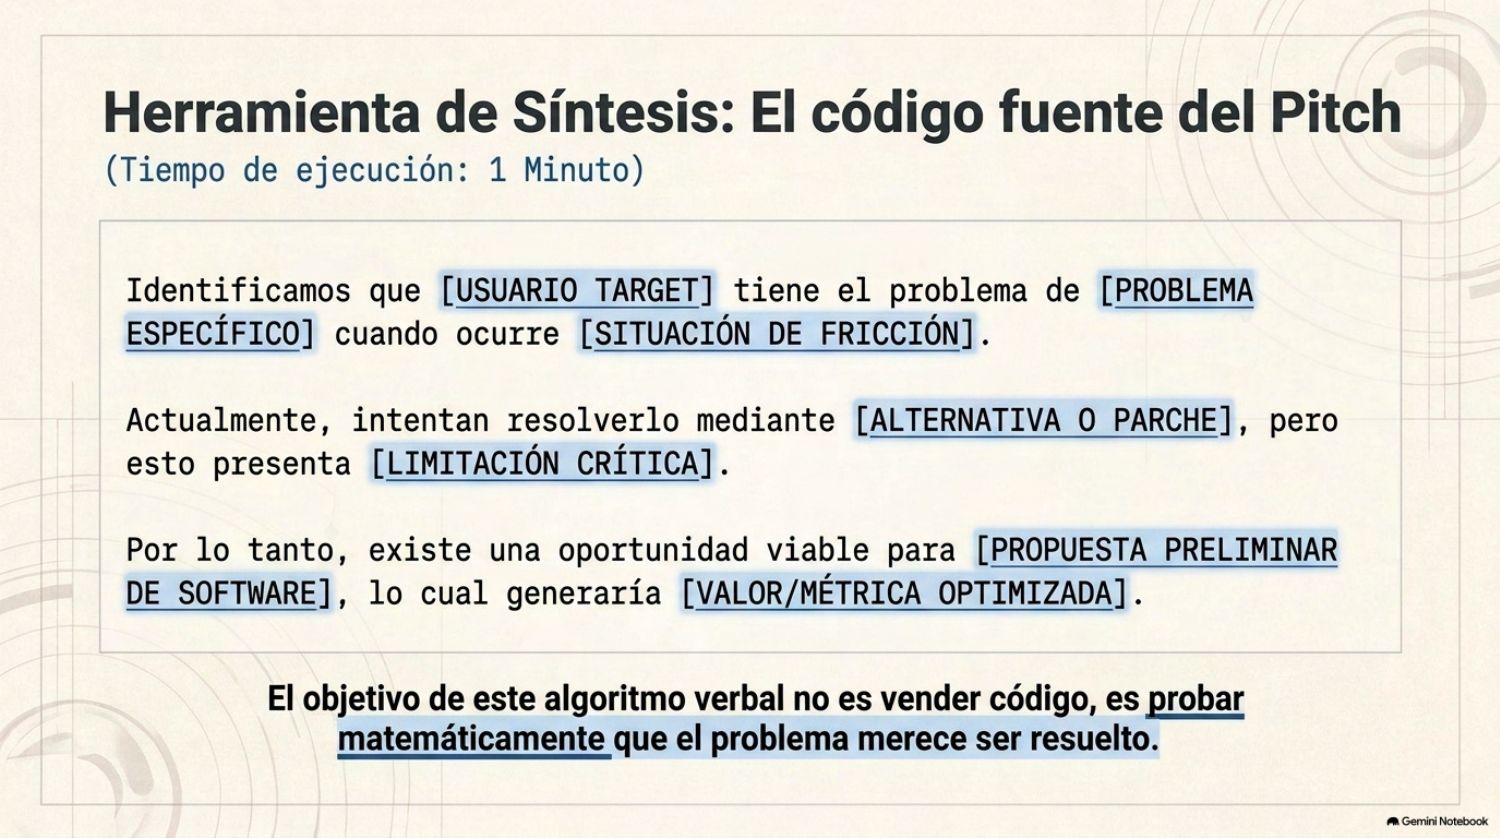 Herramienta de Síntesis: El código fuente del Pitch
(Tiempo de ejecución: 1 Minuto)
Identificamos que [USUARIO TARGET] tiene el problema de [PROBLEMA
ESPECÍFICO] cuando ocurre [SITUACIÓN DE FRICCIÓN].
Actualmente, intentan resolverlo mediante [ALTERNATIVA O PARCHE], pero
esto presenta [LIMITACIÓN CRÍTICA].
Por lo tanto, existe una oportunidad viable para [PROPUESTA PRELIMINAR
DE SOFTWARE], lo cual generaría [VALOR/MÉTRICA OPTIMIZADA].
El objetivo de este algoritmo verbal no es vender código, es probar
matemáticamente que el problema merece ser resuelto.
Gemini Notebook